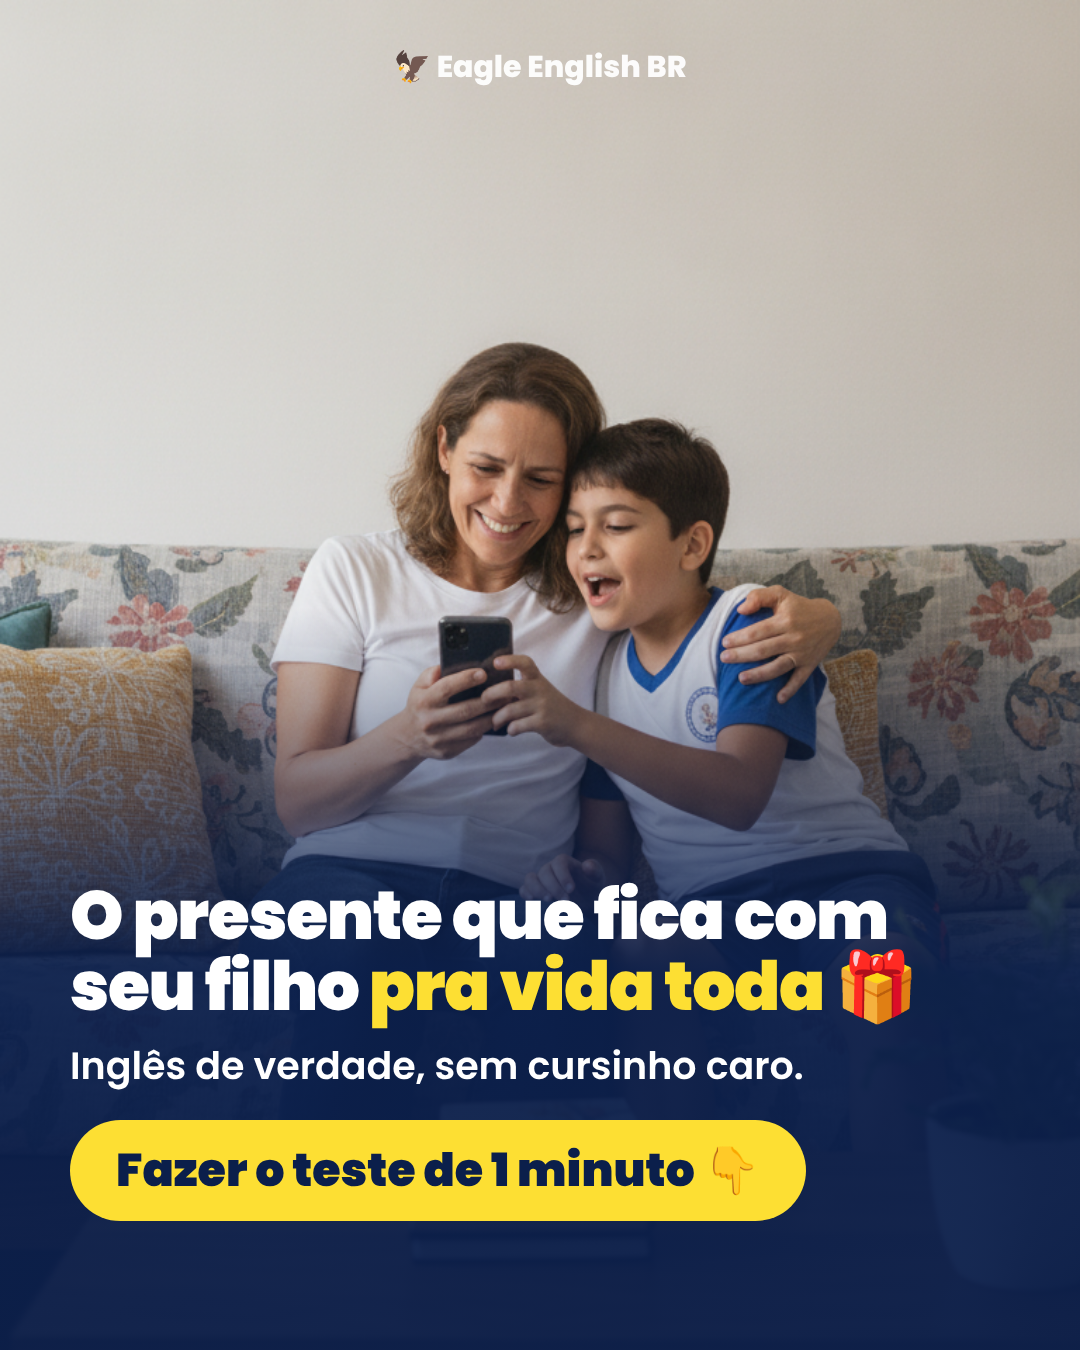 🦅 Eagle English BR
O presente que fica com
seu filho pra vida toda 🎁
Inglês de verdade, sem cursinho caro.
Fazer o teste de 1 minuto 👇